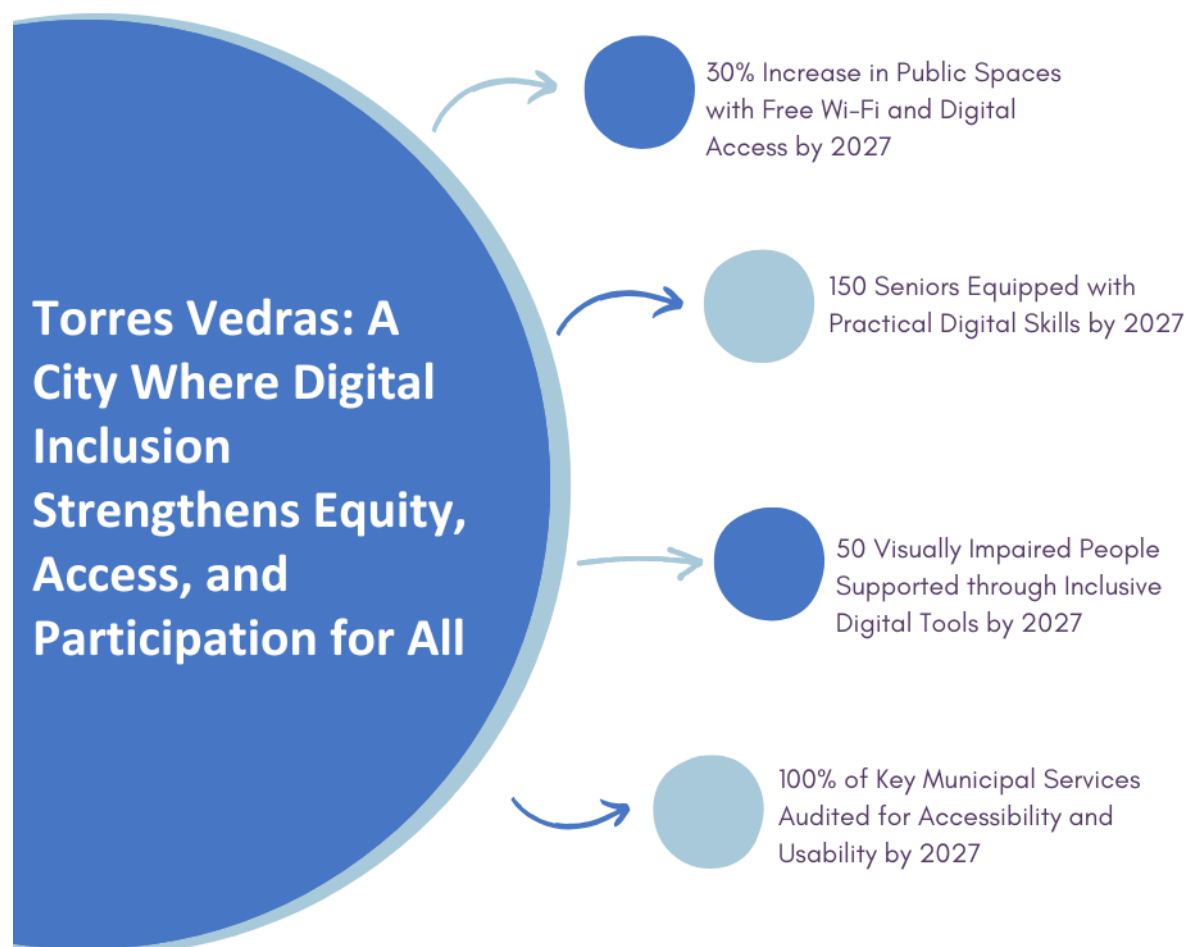 Torres Vedras: A
City Where Digital
Inclusion
Strengthens Equity,
Access, and
Participation for All
30% Increase in Public Spaces
with Free Wi-Fi and Digital
Access by 2027
150 Seniors Equipped with
Practical Digital Skills by 2027
50 Visually Impaired People
Supported through Inclusive
Digital Tools by 2027
100% of Key Municipal Services
Audited for Accessibility and
Usability by 2027